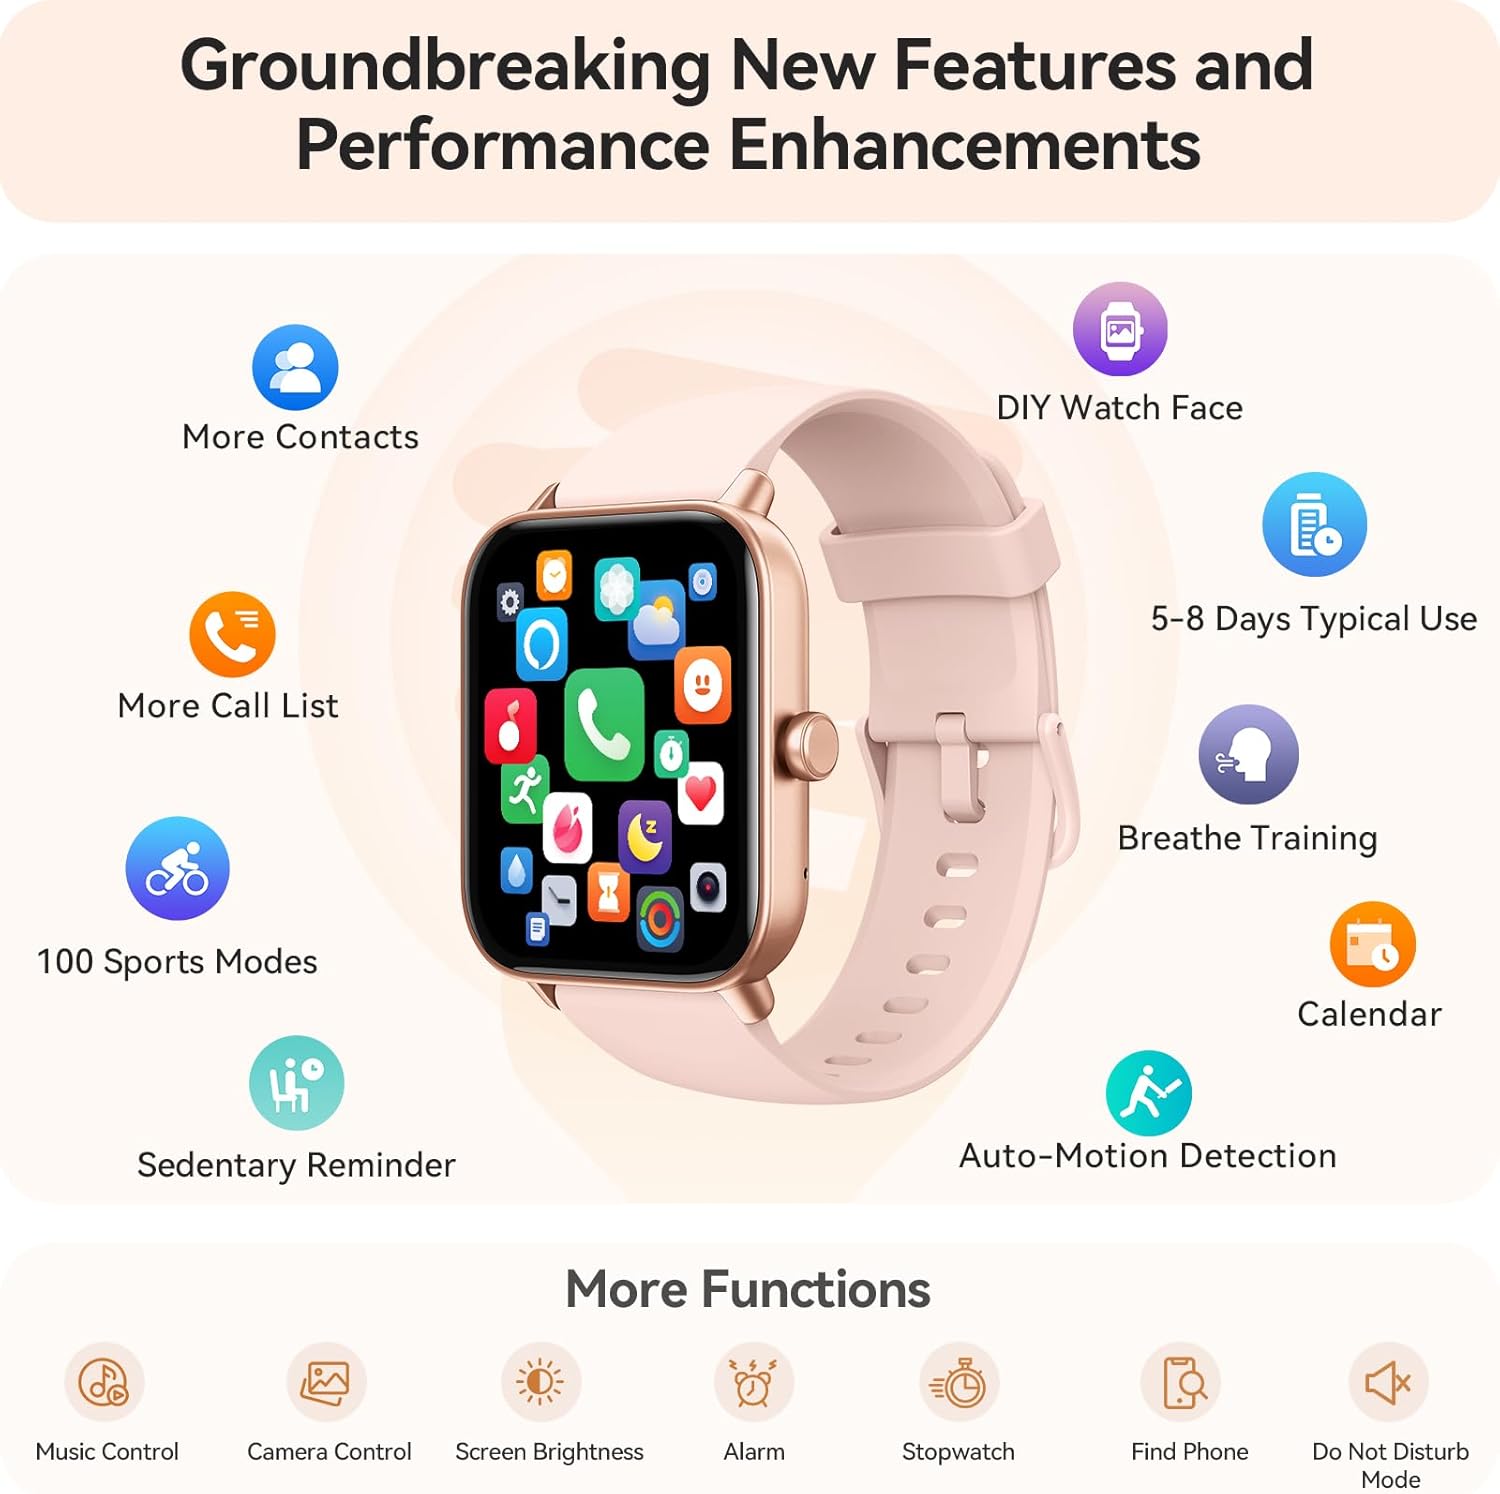 Groundbreaking New Features and
Performance Enhancements
More Contacts
DIY Watch Face
5-8 Days Typical Use
More Call List
Breathe Training
100 Sports Modes
Calendar
Sedentary Reminder
Auto-Motion Detection
More Functions
Music Control
Camera Control
Screen Brightness
Alarm
Stopwatch
Find Phone
Do Not Disturb
Mode
z